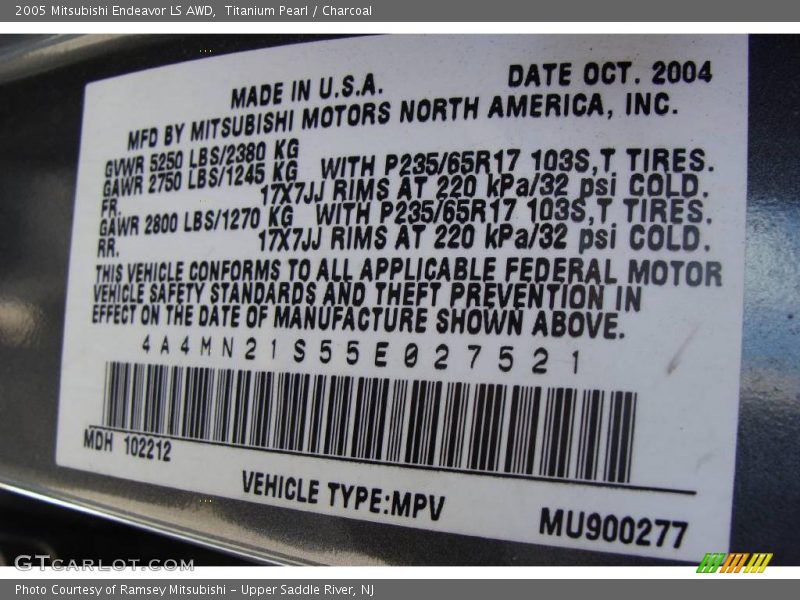 2005 Mitsubishi Endeavor LS AWD,  Titanium Pearl / Charcoal
MADE IN U.S.A. DATE OCT. 2004
MFD BY MITSUBISHI MOTORS NORTH AMERICA, INC.
GVWR 5250 LBS/2380 KG
GAWR 2750 LBS/1245 KG WITH P235/65R17 103S,T TIRES.
FR. 17X7JJ RIMS AT 220 kPa/32 psi COLD.
GAWR 2800 LBS/1270 KG WITH P235/65R17 103S,T TIRES.
RR. 17X7JJ RIMS AT 220 kPa/32 psi COLD.
THIS VEHICLE CONFORMS TO ALL APPLICABLE FEDERAL MOTOR
VEHICLE SAFETY STANDARDS AND THEFT PREVENTION IN
EFFECT ON THE DATE OF MANUFACTURE SHOWN ABOVE.
4A4MN21S55E027521
MDH 102212
VEHICLE TYPE:MPV
MU900277
GTCarLot.com
Photo Courtesy of Ramsey Mitsubishi – Upper Saddle River, NJ